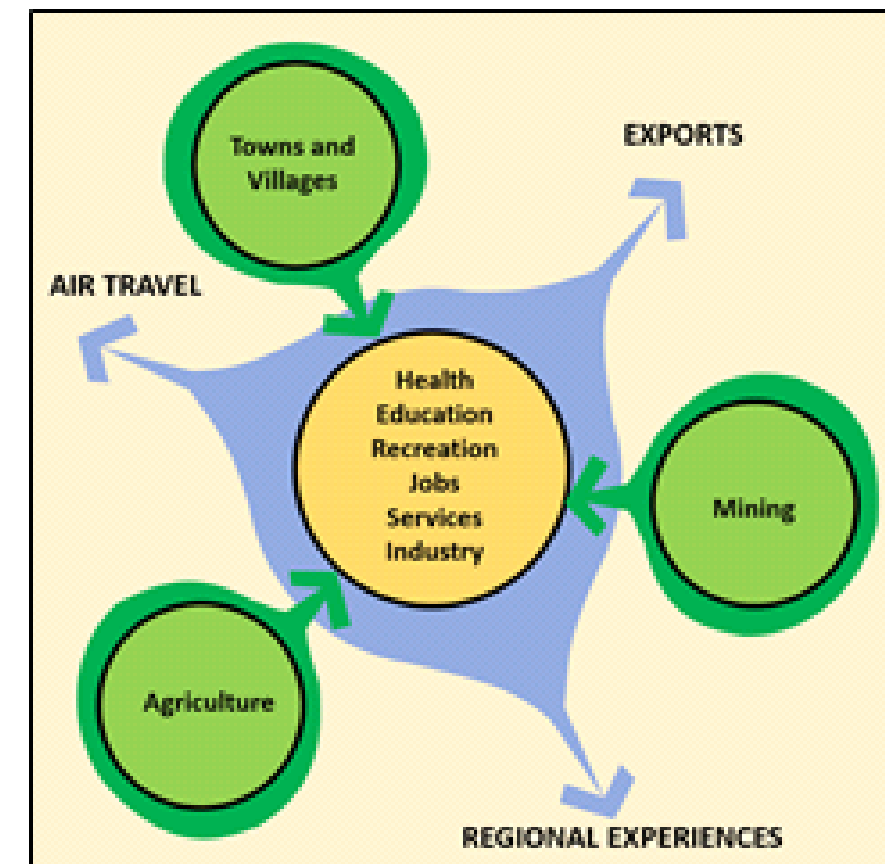 Towns and
Villages
EXPORTS
AIR TRAVEL
Health
Education
Recreation
Jobs
Services
Industry
Mining
Agriculture
REGIONAL EXPERIENCES